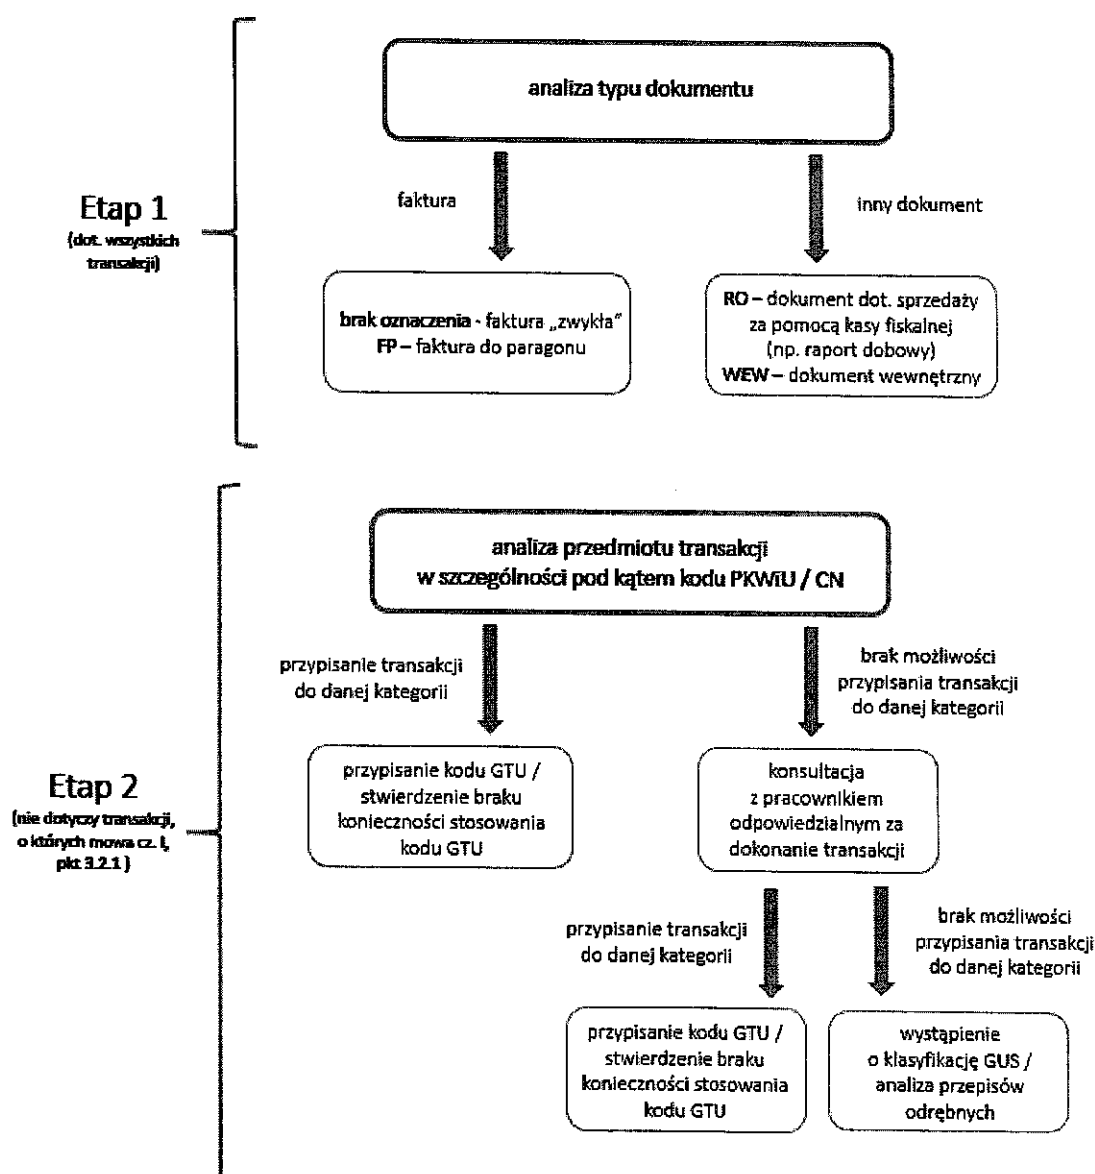 analiza typu dokumentu
faktura
inny dokument
Etap 1
(dot. wszystkich
transakcji)
brak oznaczenia - faktura „zwykła”
FP – faktura do paragonu
RO – dokument dot. sprzedaży
za pomocą kasy fiskalnej
(np. raport dobowy)
WEW – dokument wewnętrzny
analiza przedmiotu transakcji
w szczególności pod kątem kodu PKWiU / CN
przypisanie transakcji
do danej kategorii
brak możliwości
przypisania transakcji
do danej kategorii
Etap 2
(nie dotyczy transakcji,
o których mowa cz. I,
pkt 3.2.1 )
przypisanie kodu GTU /
stwierdzenie braku
konieczności stosowania
kodu GTU
konsultacja
z pracownikiem
odpowiedzialnym za
dokonanie transakcji
przypisanie transakcji
do danej kategorii
brak możliwości
przypisania transakcji
do danej kategorii
przypisanie kodu GTU /
stwierdzenie braku
konieczności stosowania
kodu GTU
wystąpienie
o klasyfikację GUS /
analiza przepisów
odrębnych